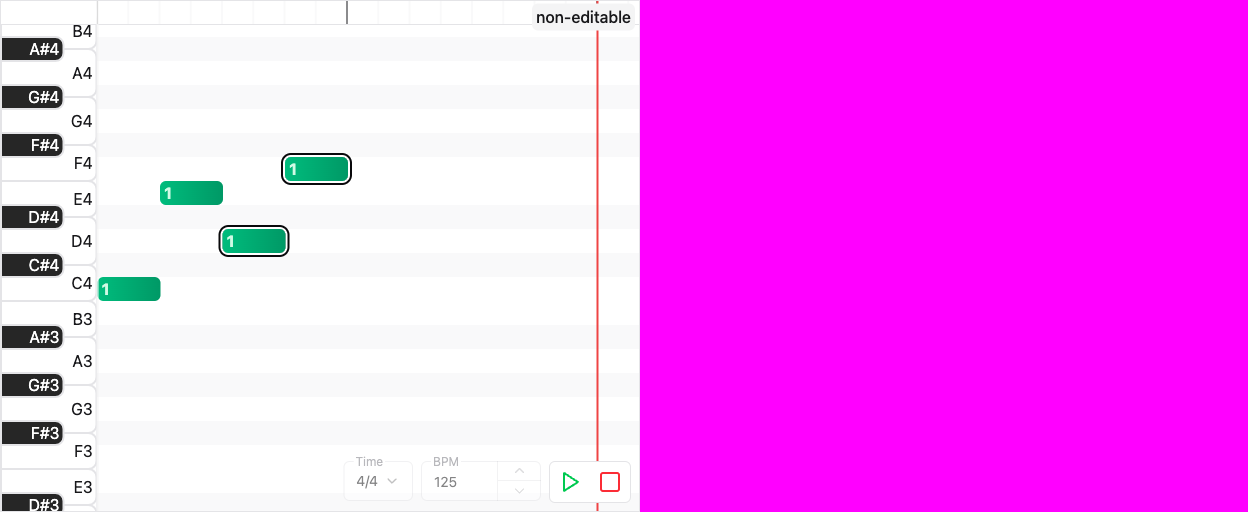 non-editable
B4
A#4
A4
G#4
G4
F#4
F4
1
1
E4
D#4
D4
1
C#4
C4
1
B3
A#3
A3
G#3
G3
F#3
F3
Time
BPM
4/4
125
E3
D#3